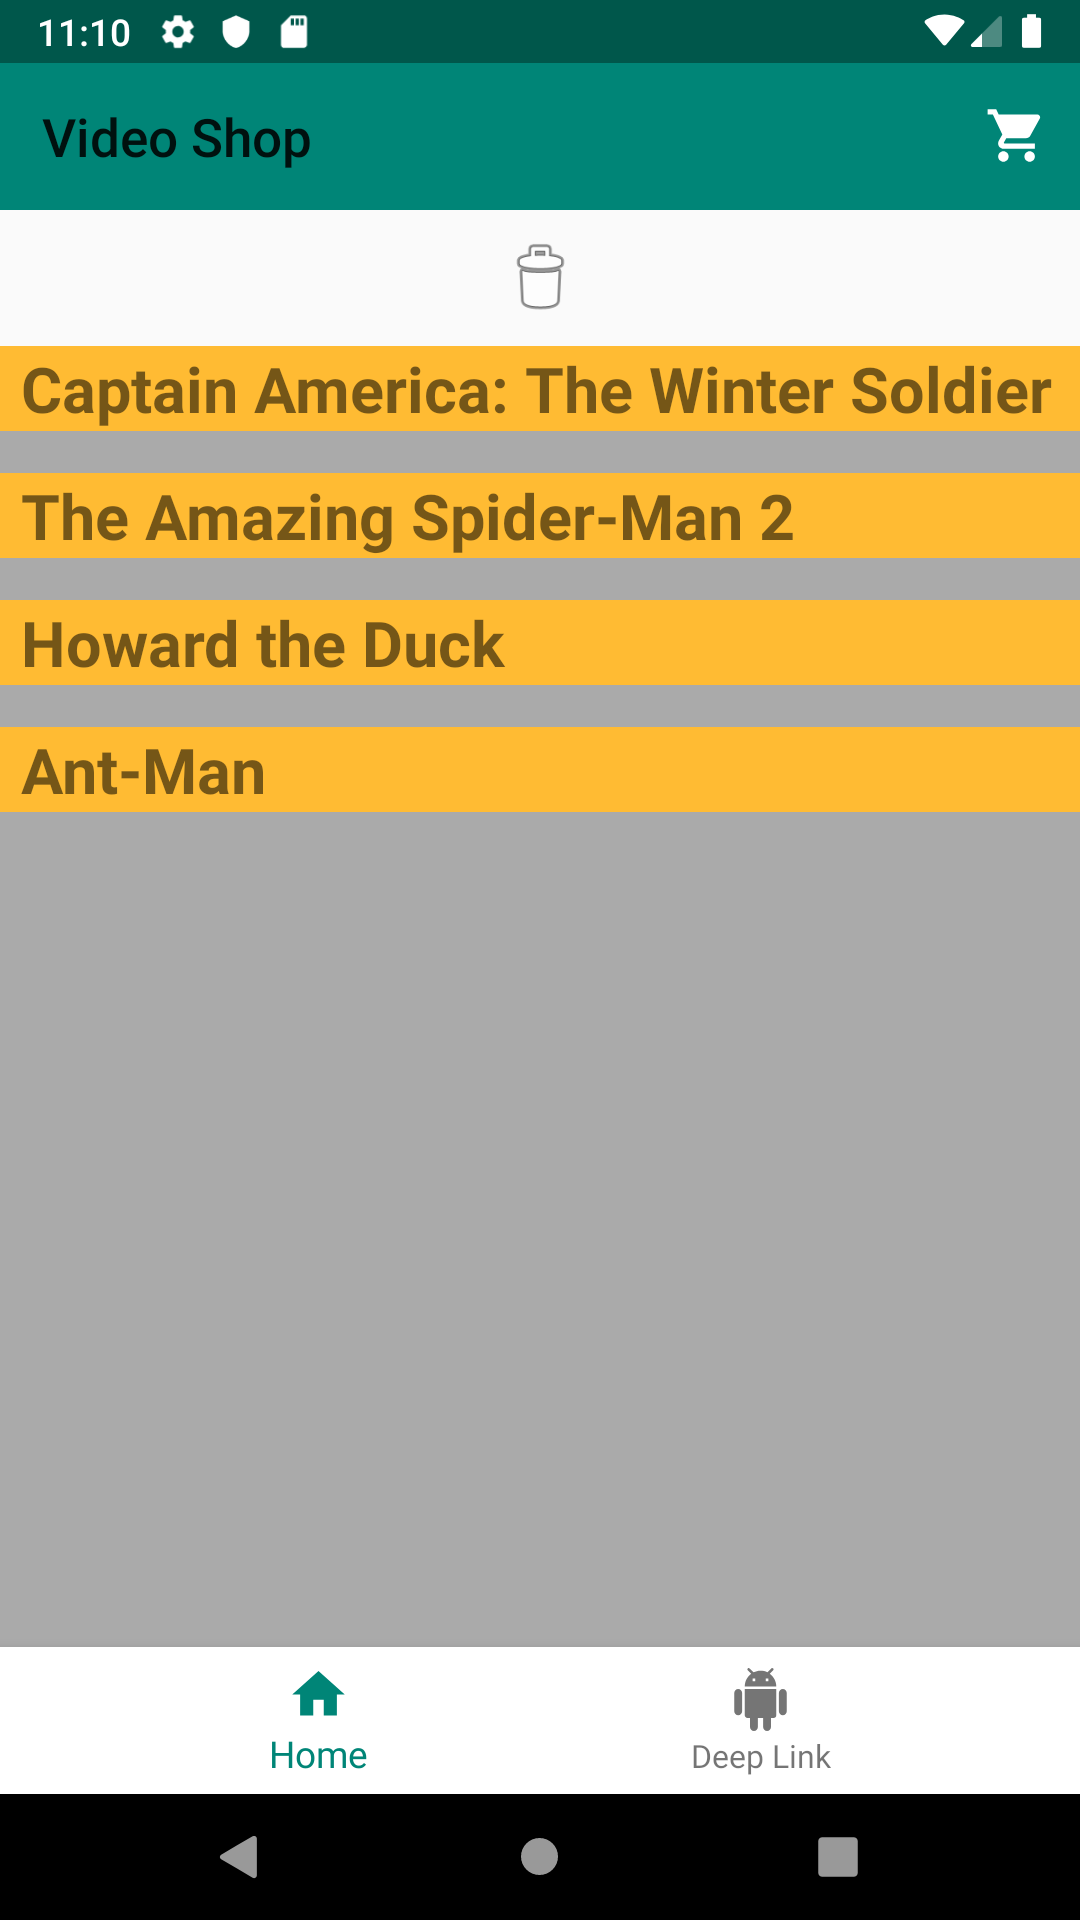 11:10
Video Shop
Captain America: The Winter Soldier
The Amazing Spider-Man 2
Howard the Duck
Ant-Man
Home
Deep Link